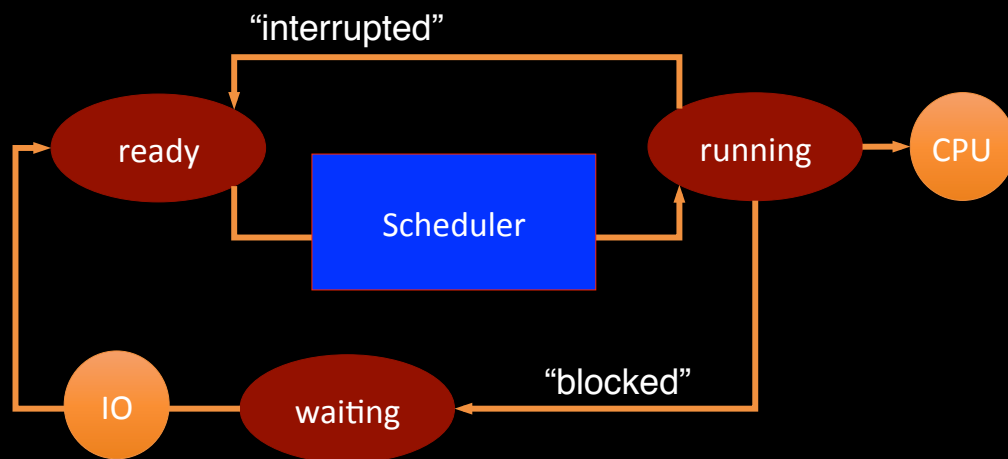 “interrupted”
ready
running
CPU
Scheduler
“blocked”
IO
waiting